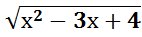 √x² − 3x + 4